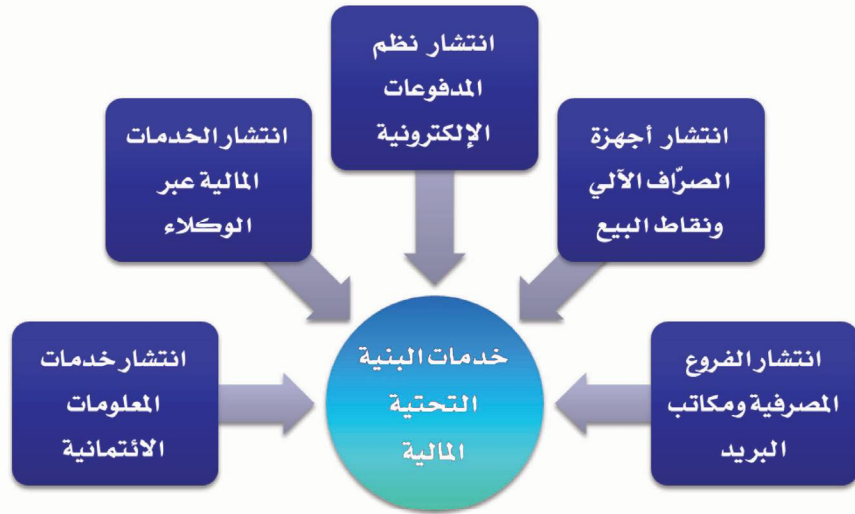 انتشار نظم
المدفوعات
الإلكترونية
انتشار أجهزة
الصرّاف الآلي
ونقاط البيع
انتشار الخدمات
المالية عبر
الوكلاء
انتشار الفروع
المصرفية ومكاتب
البريد
خدمات البنية
التحتية
المالية
انتشار خدمات
المعلومات
الائتمانية